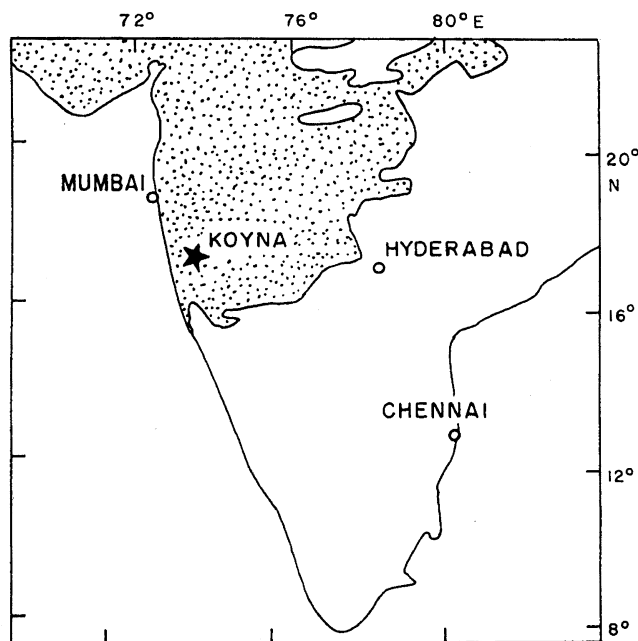 72° 76° 80° E
20°
N
MUMBAI
KOYNA
HYDERABAD
16°
CHENNAI
12°
8°